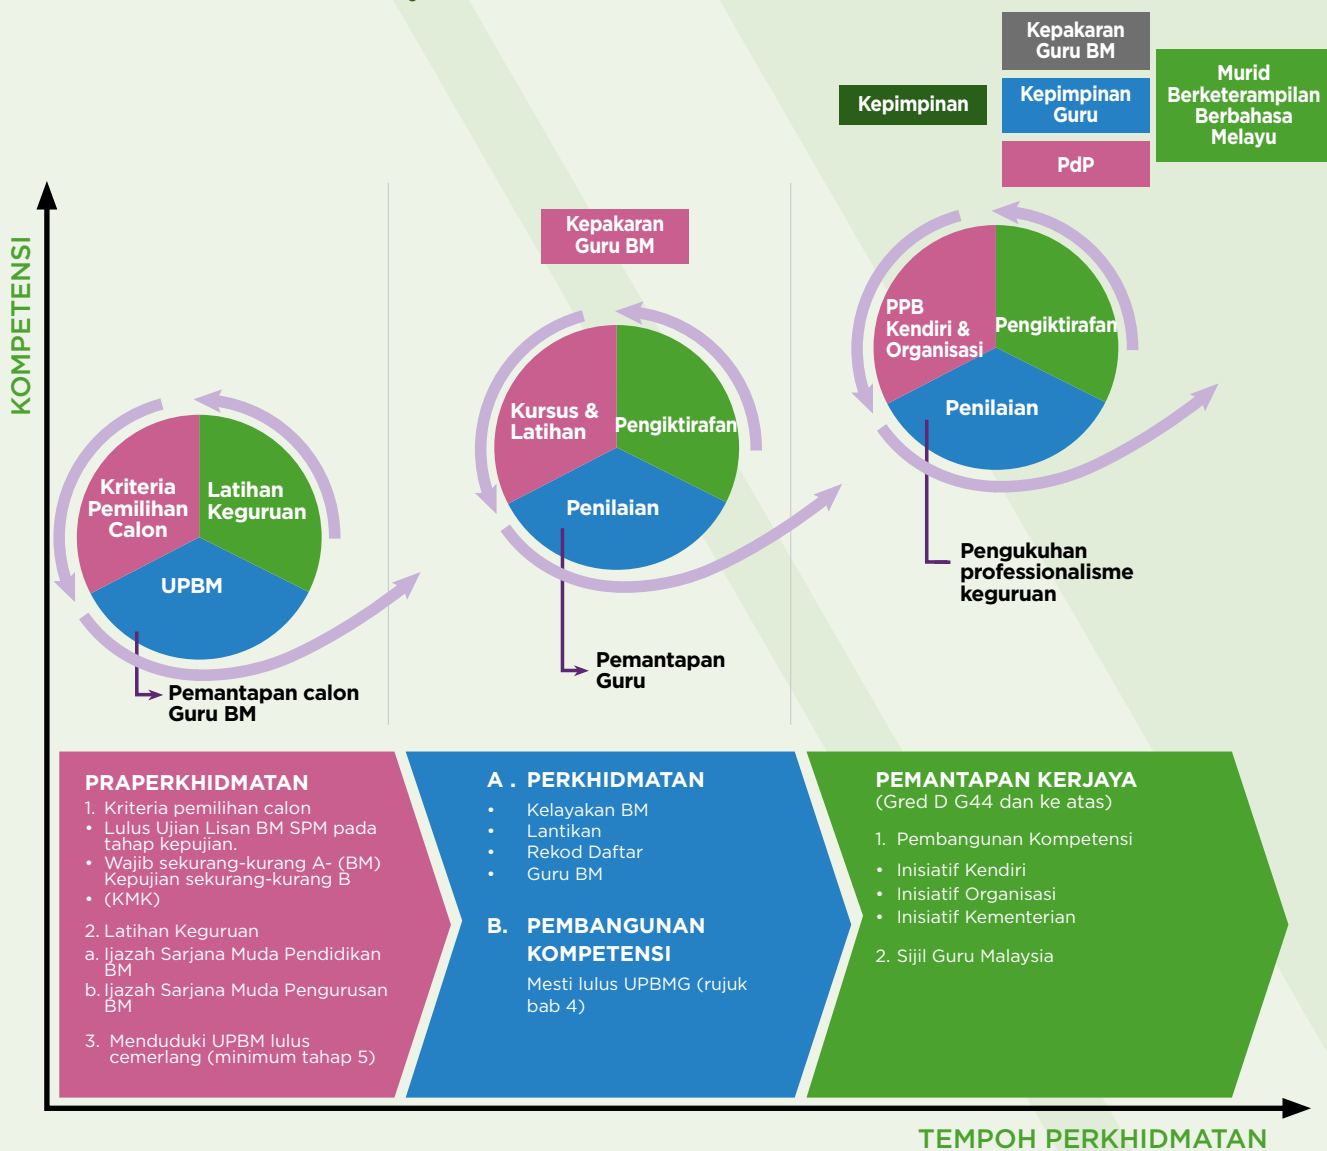 Kepakaran
Guru BM
Kepimpinan
Kepimpinan
Guru
PdP
Murid
Berketerampilan
Berbahasa
Melayu
KOMPETENSI
Kepakaran
Guru BM
PPB
Kendiri &
Organisasi
Pengiktirafan
Penilaian
Kursus &
Latihan
Pengiktirafan
Penilaian
Kriteria
Pemilihan
Calon
Latihan
Keguruan
UPBM
Pengukuhan
professionalisme
keguruan
Pemantapan
Guru
Pemantapan calon
Guru BM
PRAPERKHIDMATAN
1. Kriteria pemilihan calon
• Lulus Ujian Lisan BM SPM pada
tahap kepujian.
• Wajib sekurang-kurang A- (BM)
Kepujian sekurang-kurang B
• (KMK)
2. Latihan Keguruan
a. Ijazah Sarjana Muda Pendidikan
BM
b. Ijazah Sarjana Muda Pengurusan
BM
3. Menduduki UPBM lulus
cemerlang (minimum tahap 5)
A . PERKHIDMATAN
• Kelayakan BM
• Lantikan
• Rekod Daftar
• Guru BM
B. PEMBANGUNAN
KOMPETENSI
Mesti lulus UPBMG (rujuk
bab 4)
PEMANTAPAN KERJAYA
(Gred D G44 dan ke atas)
1. Pembangunan Kompetensi
• Inisiatif Kendiri
• Inisiatif Organisasi
• Inisiatif Kementerian
2. Sijil Guru Malaysia
TEMPOH PERKHIDMATAN